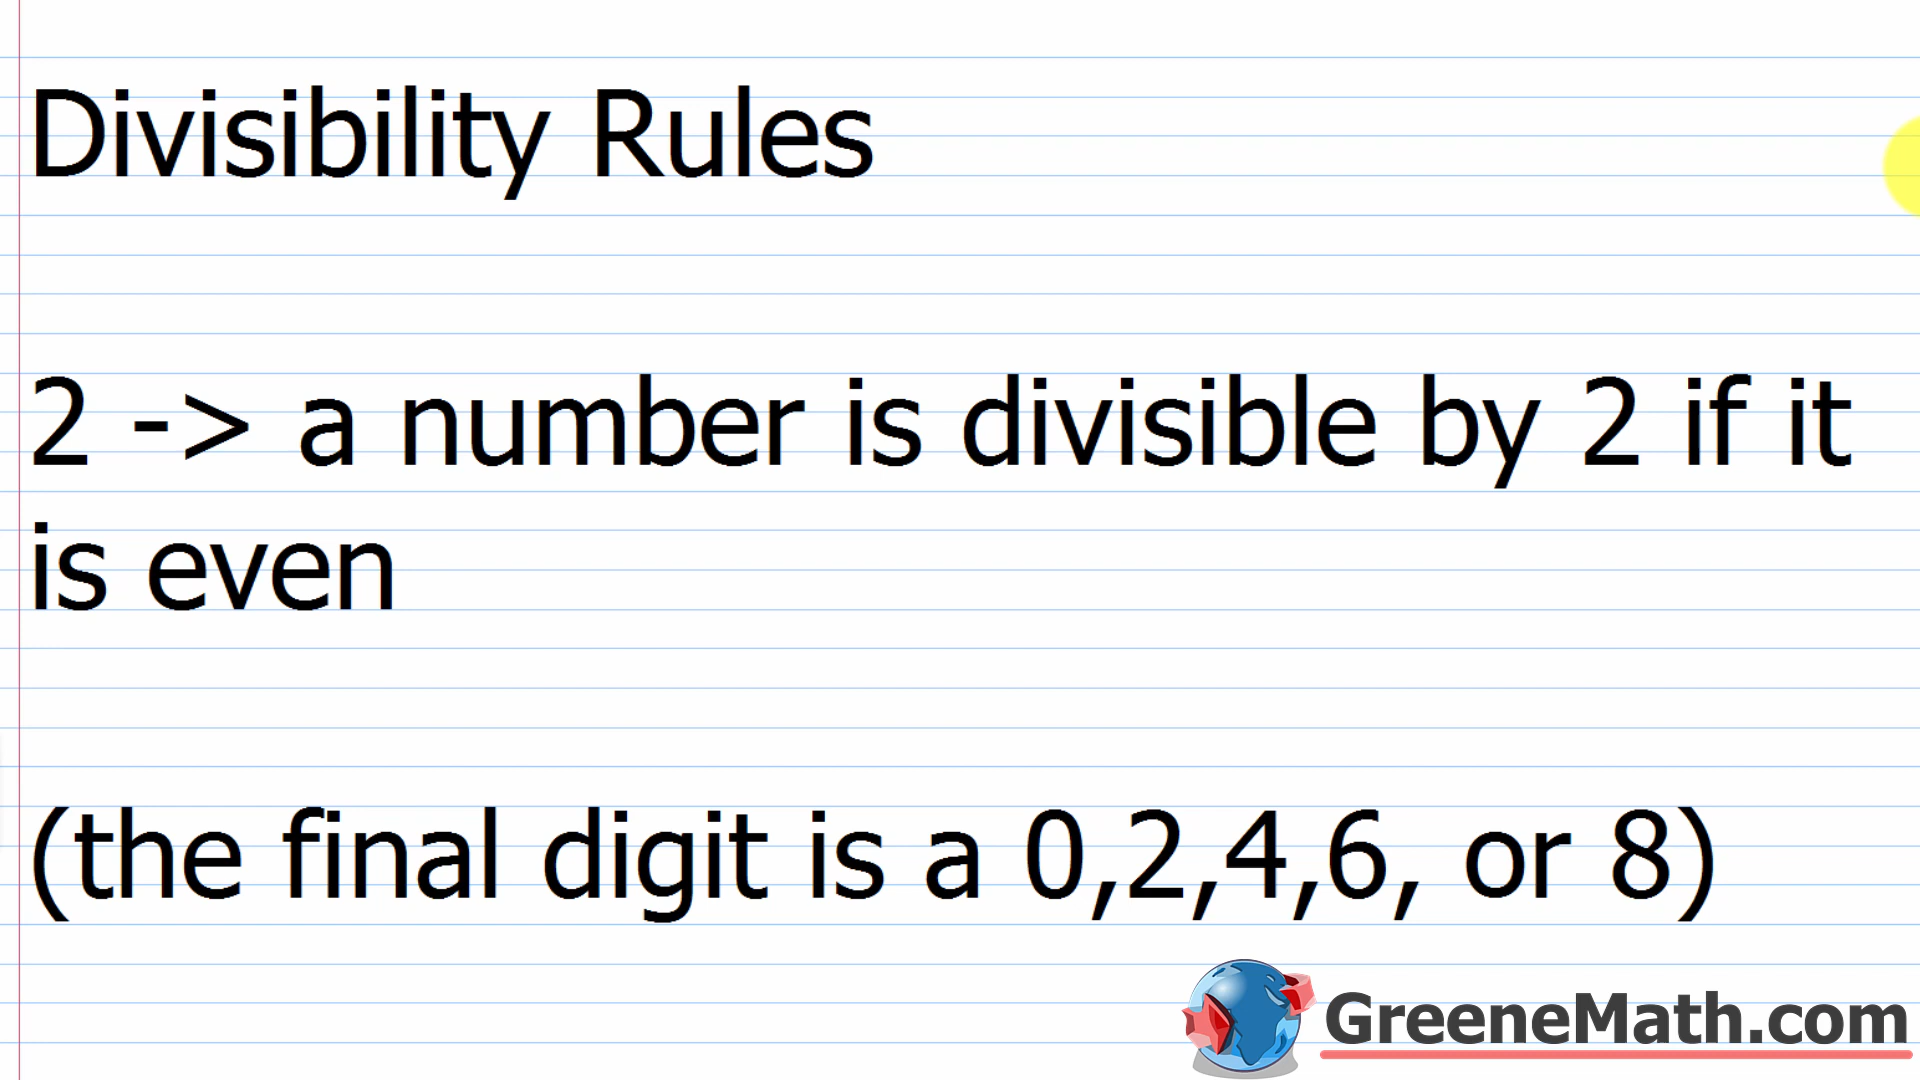 Divisibility Rules
2 -> a number is divisible by 2 if it
is even
(the final digit is a 0,2,4,6, or 8)
GreeneMath.com